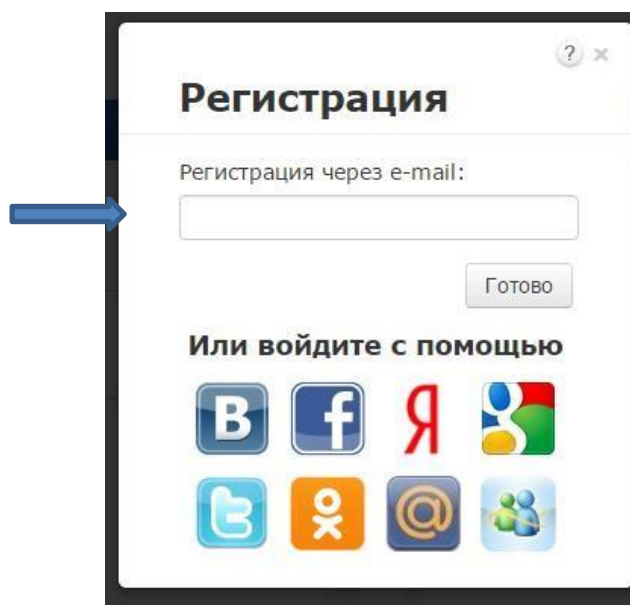 ?
Регистрация
Регистрация через e-mail:
Готово
Или войдите с помощью
В f Я g
t @